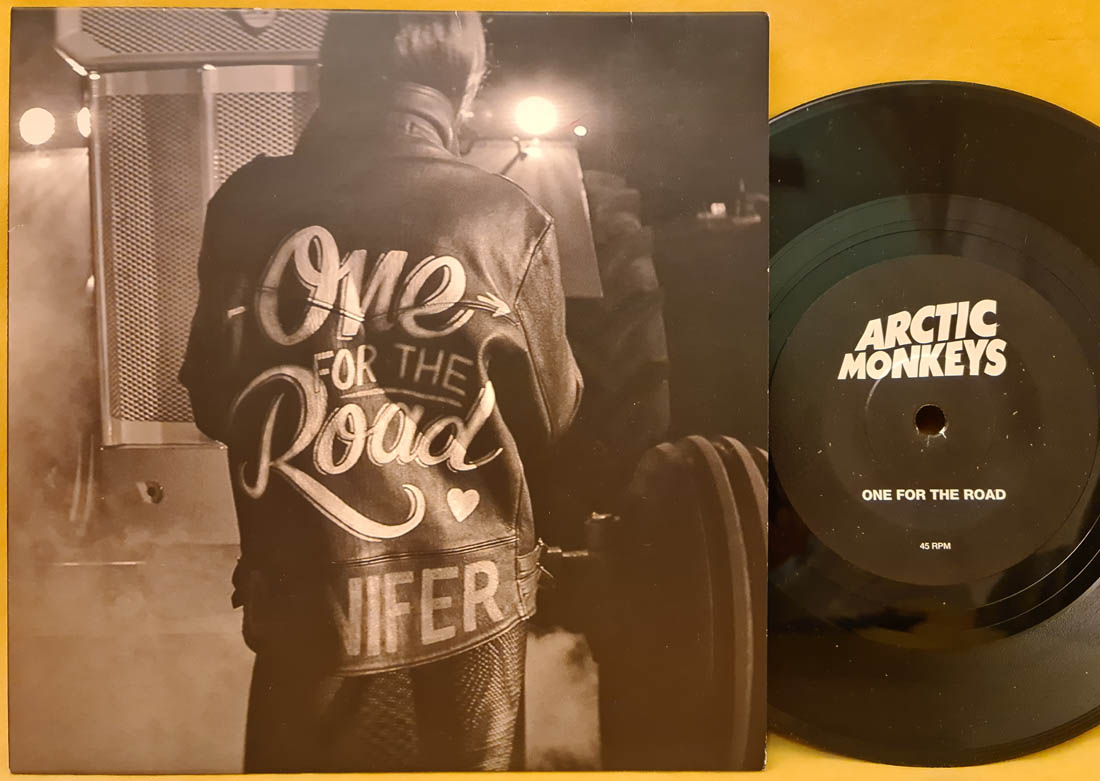 One
FOR THE
Road
NIFER
ARCTIC
MONKEYS
ONE FOR THE ROAD
45 RPM